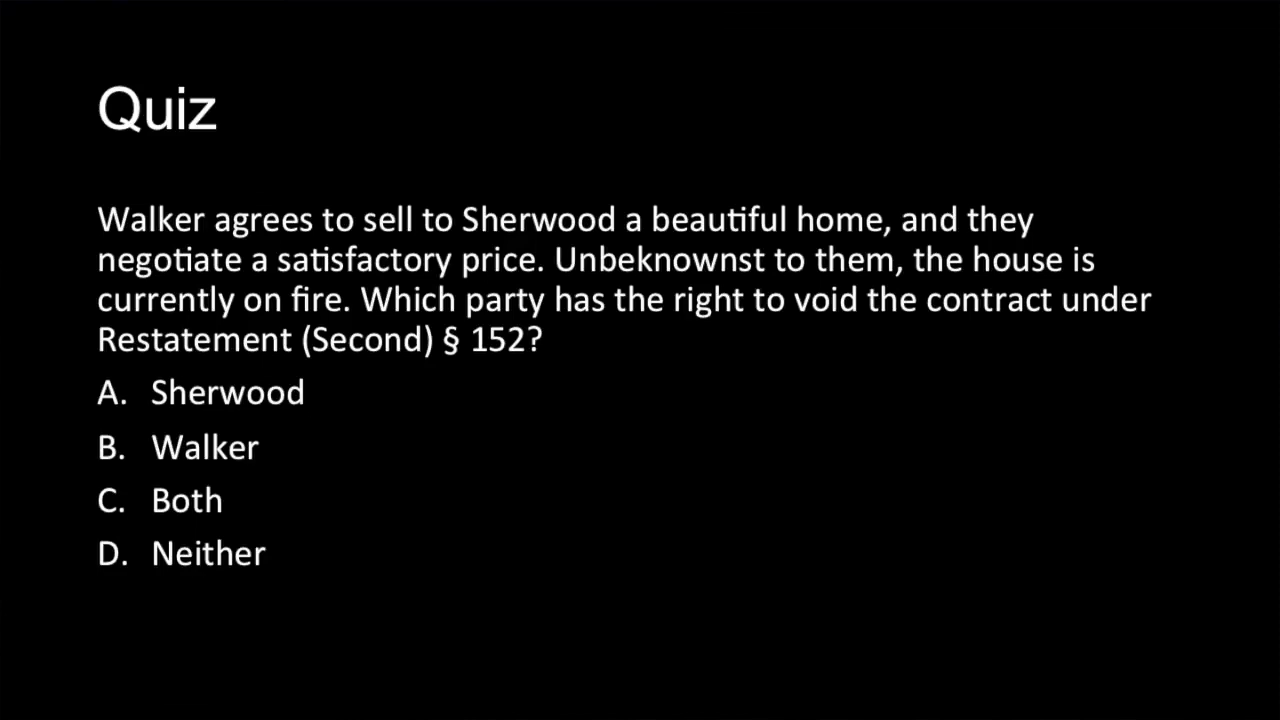 Quiz
Walker agrees to sell to Sherwood a beautiful home, and they
negotiate a satisfactory price. Unbeknownst to them, the house is
currently on fire. Which party has the right to void the contract under
Restatement (Second) § 152?
A. Sherwood
B. Walker
C. Both
D. Neither